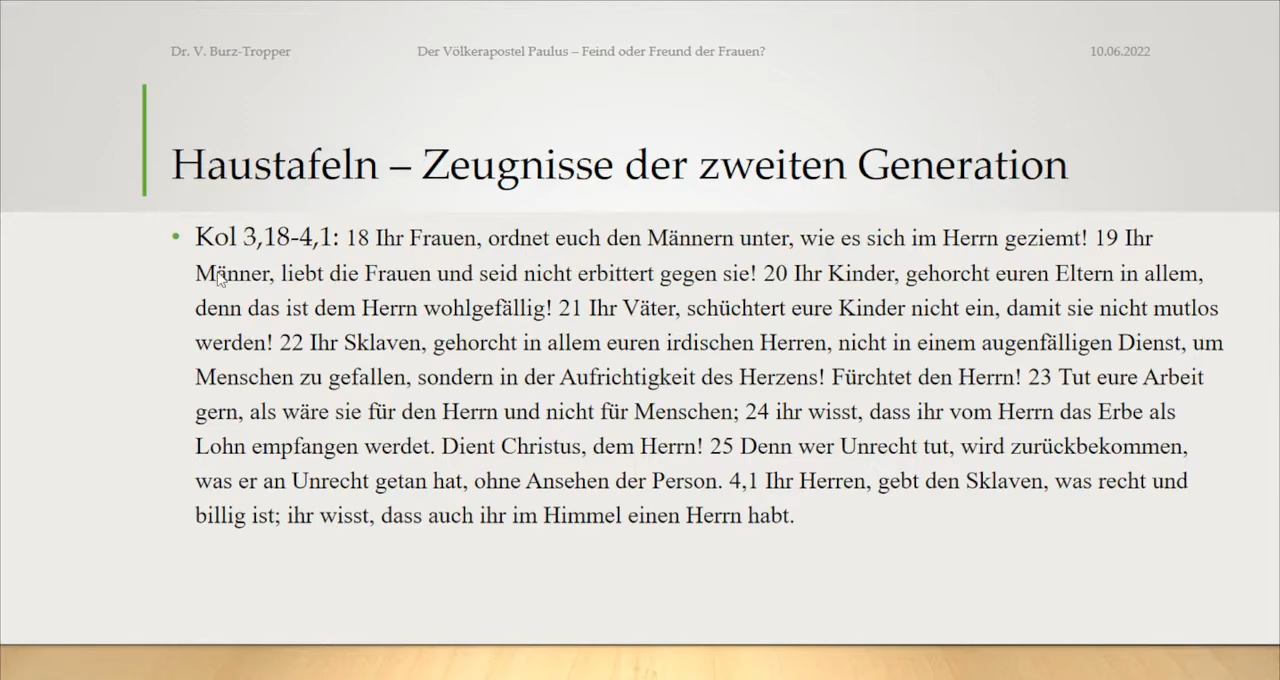 Dr. V. Burz-Tropper Der Völkerapostel Paulus – Feind oder Freund der Frauen? 10.06.2022
Haustafeln – Zeugnisse der zweiten Generation
• Kol 3,18-4,1: 18 Ihr Frauen, ordnet euch den Männern unter, wie es sich im Herrn geziemt! 19 Ihr
Männer, liebt die Frauen und seid nicht erbittert gegen sie! 20 Ihr Kinder, gehorcht euren Eltern in allem,
denn das ist dem Herrn wohlgefällig! 21 Ihr Väter, schüchtert eure Kinder nicht ein, damit sie nicht mutlos
werden! 22 Ihr Sklaven, gehorcht in allem euren irdischen Herren, nicht in einem augenfälligen Dienst, um
Menschen zu gefallen, sondern in der Aufrichtigkeit des Herzens! Fürchtet den Herrn! 23 Tut eure Arbeit
gern, als wäre sie für den Herrn und nicht für Menschen; 24 ihr wisst, dass ihr vom Herrn das Erbe als
Lohn empfangen werdet. Dient Christus, dem Herrn! 25 Denn wer Unrecht tut, wird zurückbekommen,
was er an Unrecht getan hat, ohne Ansehen der Person. 4,1 Ihr Herren, gebt den Sklaven, was recht und
billig ist; ihr wisst, dass auch ihr im Himmel einen Herrn habt.